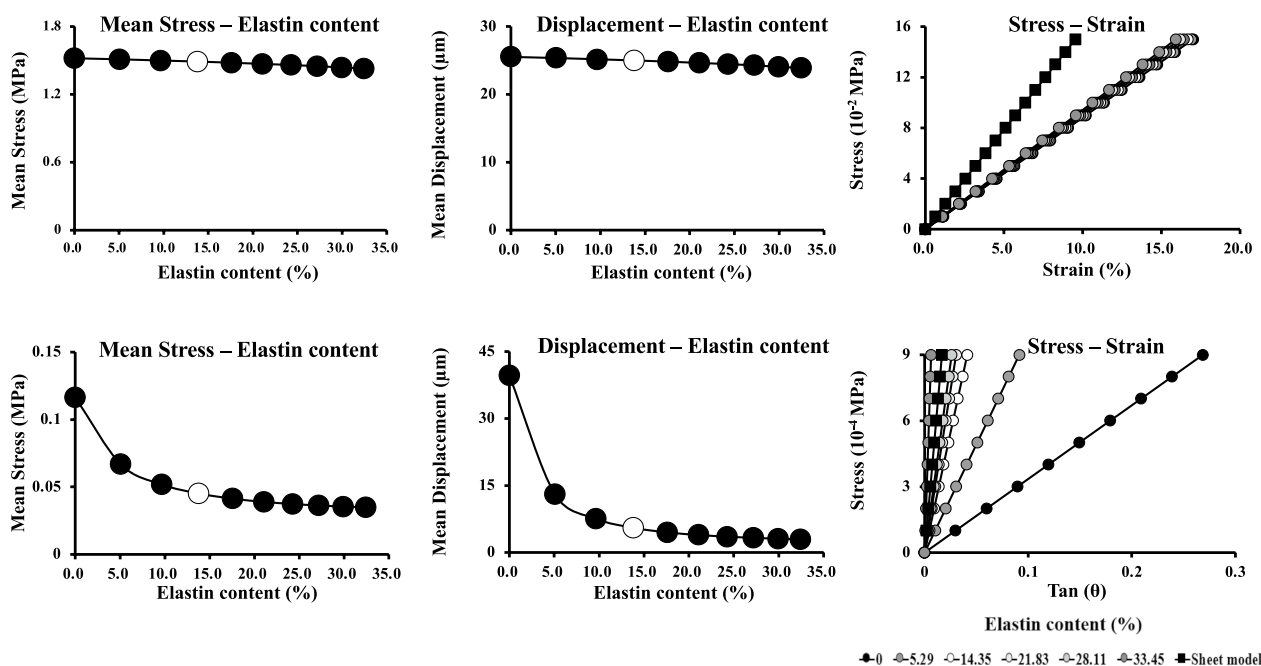 Mean Stress – Elastin content
Mean Stress (MPa)
1.8
1.2
0.6
0
0.0 5.0 10.0 15.0 20.0 25.0 30.0 35.0
Elastin content (%)
Displacement – Elastin content
Mean Displacement (µm)
30
20
10
0
0.0 5.0 10.0 15.0 20.0 25.0 30.0 35.0
Elastin content (%)
Stress – Strain
Stress (10⁻² MPa)
16
12
8
4
0
0.0 5.0 10.0 15.0 20.0
Strain (%)
Mean Stress – Elastin content
Mean Stress (MPa)
0.15
0.1
0.05
0
0.0 5.0 10.0 15.0 20.0 25.0 30.0 35.0
Elastin content (%)
Displacement – Elastin content
Mean Displacement (µm)
45
30
15
0
0.0 5.0 10.0 15.0 20.0 25.0 30.0 35.0
Elastin content (%)
Stress – Strain
Stress (10⁻⁴ MPa)
9
6
3
0
0 0.1 0.2 0.3
Tan (θ)
Elastin content (%)
0 5.29 14.35 21.83 28.11 33.45 Sheet model